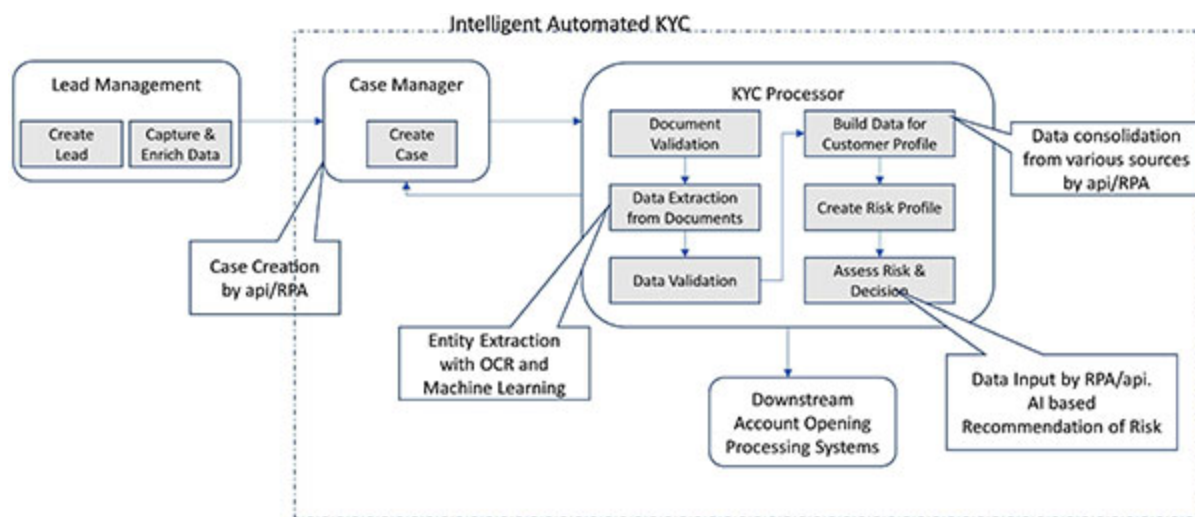 Intelligent Automated KYC
Lead Management
Create
Lead
Capture &
Enrich Data
Case Manager
Create
Case
KYC Processor
Document
Validation
Data Extraction
from Documents
Data Validation
Build Data for
Customer Profile
Create Risk Profile
Assess Risk &
Decision
Data consolidation
from various sources
by api/RPA
Case Creation
by api/RPA
Entity Extraction
with OCR and
Machine Learning
Downstream
Account Opening
Processing Systems
Data Input by RPA/api.
AI based
Recommendation of Risk